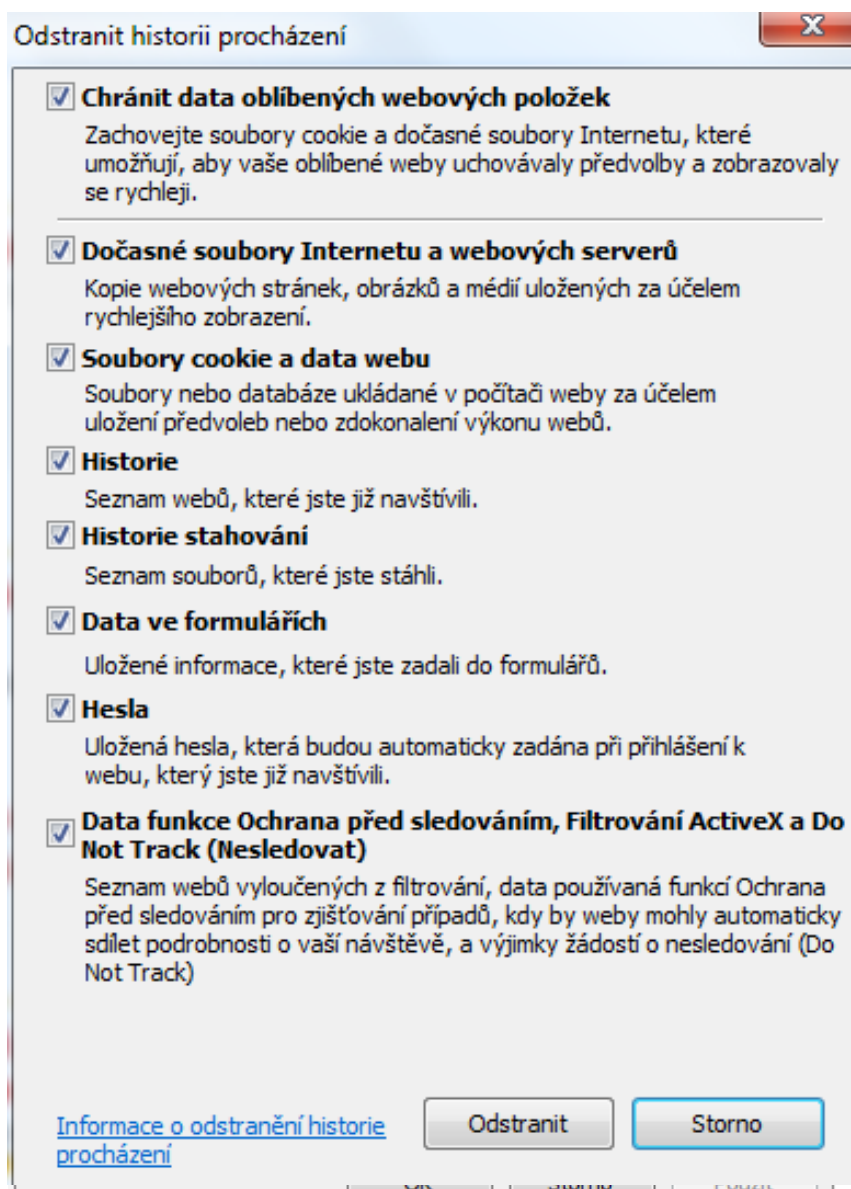 Odstranit historii procházení
Chránit data oblíbených webových položek
Zachovejte soubory cookie a dočasné soubory Internetu, které
umožňují, aby vaše oblíbené weby uchovávaly předvolby a zobrazovaly
se rychleji.
Dočasné soubory Internetu a webových serverů
Kopie webových stránek, obrázků a médií uložených za účelem
rychlejšího zobrazení.
Soubory cookie a data webu
Soubory nebo databáze ukládané v počítači weby za účelem
uložení předvoleb nebo zdokonalení výkonu webů.
Historie
Seznam webů, které jste již navštívili.
Historie stahování
Seznam souborů, které jste stáhli.
Data ve formulářích
Uložené informace, které jste zadali do formulářů.
Hesla
Uložená hesla, která budou automaticky zadána při přihlášení k
webu, který jste již navštívili.
Data funkce Ochrana před sledováním, Filtrování ActiveX a Do
Not Track (Nesledovat)
Seznam webů vyloučených z filtrování, data používaná funkcí Ochrana
před sledováním pro zjišťování případů, kdy by weby mohly automaticky
sdílet podrobnosti o vaší návštěvě, a výjimky žádostí o nesledování (Do
Not Track)
Informace o odstranění historie
procházení
Odstranit
Storno